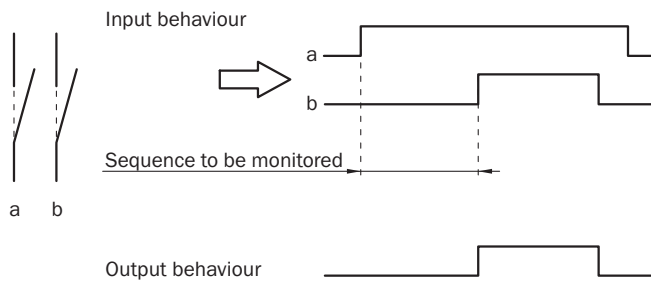 Input behaviour
a
b
Sequence to be monitored
a b
Output behaviour